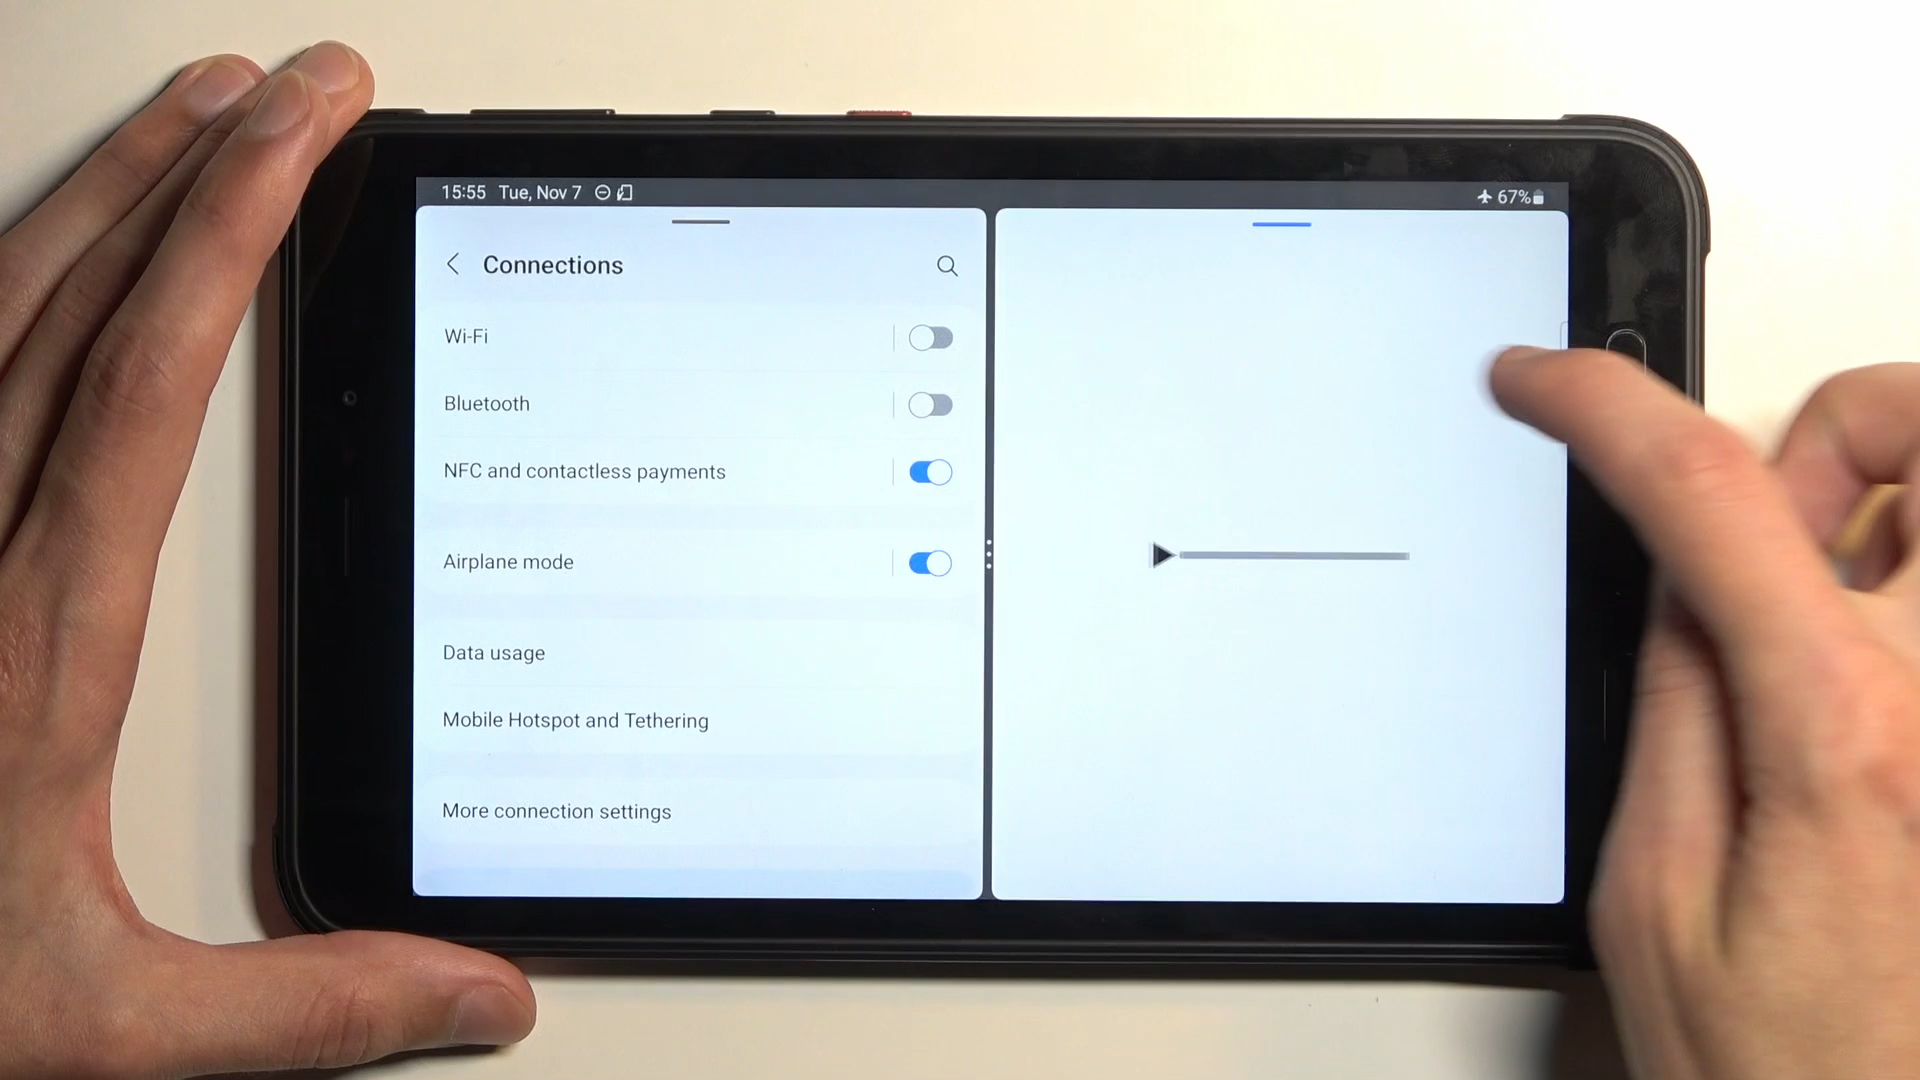 15:55 Tue, Nov 7
67%
Connections
Wi-Fi
Bluetooth
NFC and contactless payments
Airplane mode
Data usage
Mobile Hotspot and Tethering
More connection settings